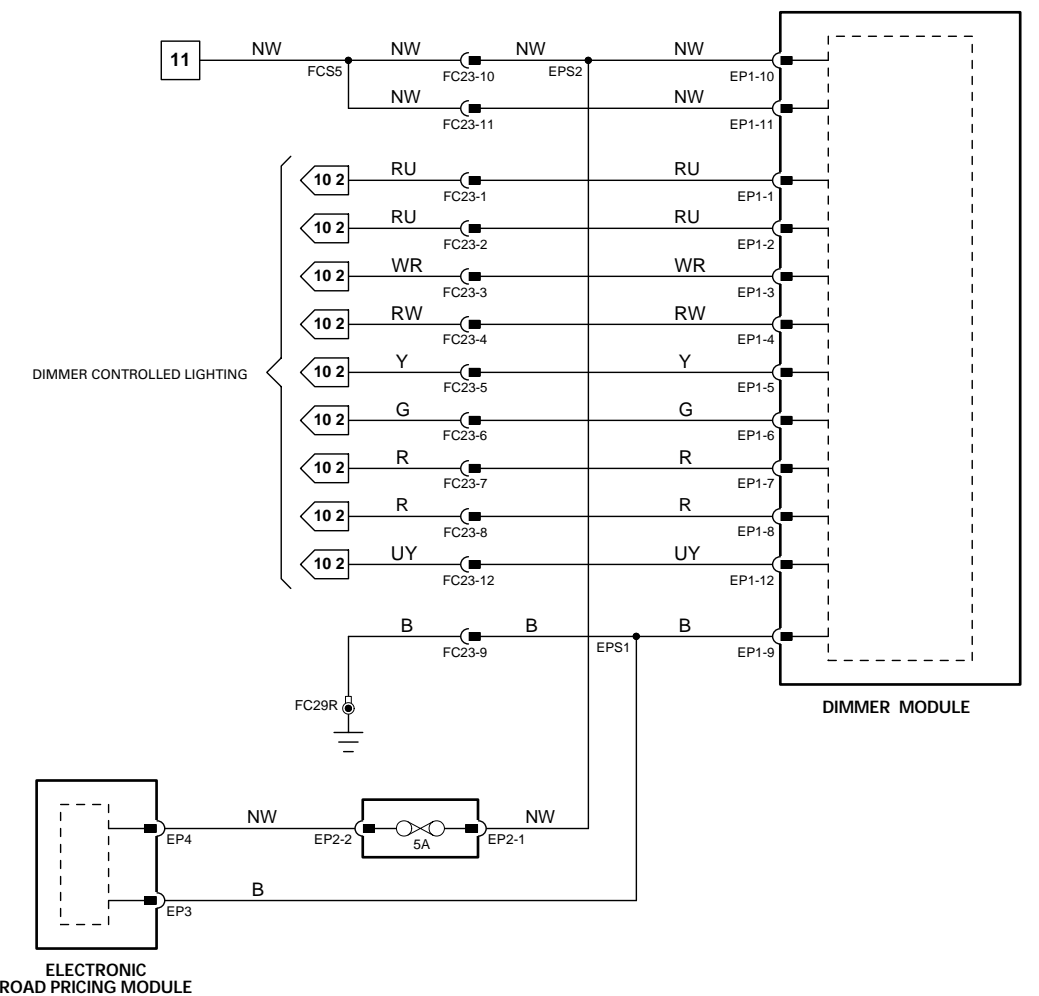 11 NW NW NW NW
FCS5 FC23-10 EPS2 EP1-10
NW NW
FC23-11 EP1-11
10 2 RU RU
FC23-1 EP1-1
10 2 RU RU
FC23-2 EP1-2
10 2 WR WR
FC23-3 EP1-3
10 2 RW RW
FC23-4 EP1-4
DIMMER CONTROLLED LIGHTING 10 2 Y Y
FC23-5 EP1-5
10 2 G G
FC23-6 EP1-6
10 2 R R
FC23-7 EP1-7
10 2 R R
FC23-8 EP1-8
10 2 UY UY
FC23-12 EP1-12
B B B
FC23-9 EPS1 EP1-9
FC29R
DIMMER MODULE
NW NW
EP4 EP2-2 5A EP2-1
B
EP3
ELECTRONIC
ROAD PRICING MODULE